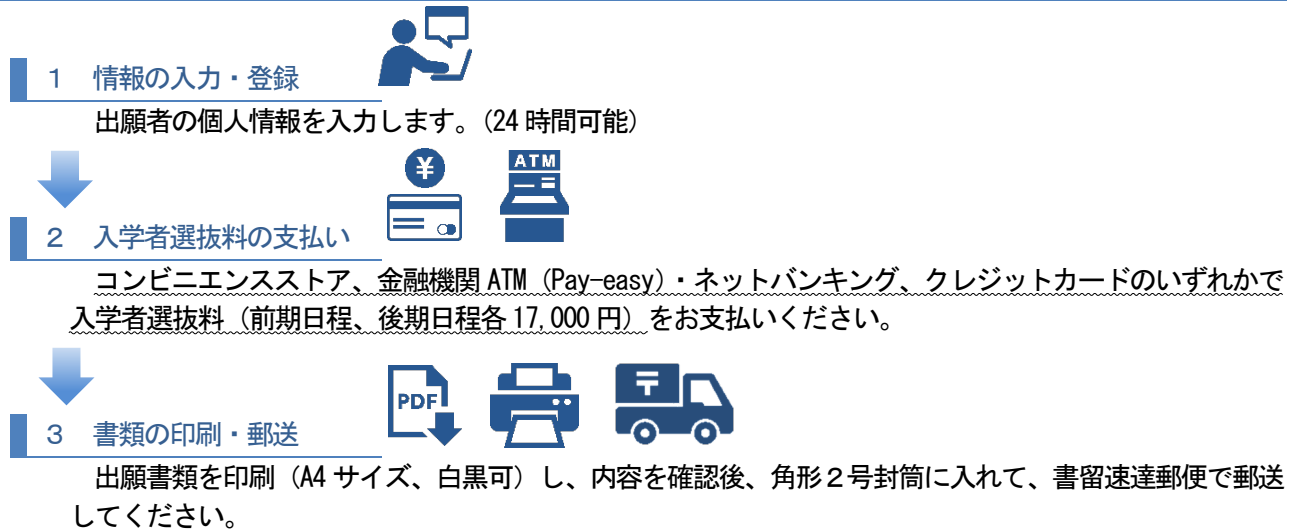 1 情報の入力・登録
出願者の個人情報を入力します。(24 時間可能)
¥
ATM
2 入学者選抜料の支払い
コンビニエンスストア、金融機関 ATM（Pay-easy）・ネットバンキング、クレジットカードのいずれかで
入学者選抜料（前期日程、後期日程各 17,000 円）をお支払いください。
PDF
〒
3 書類の印刷・郵送
出願書類を印刷（A4 サイズ、白黒可）し、内容を確認後、角形２号封筒に入れて、書留速達郵便で郵送
してください。